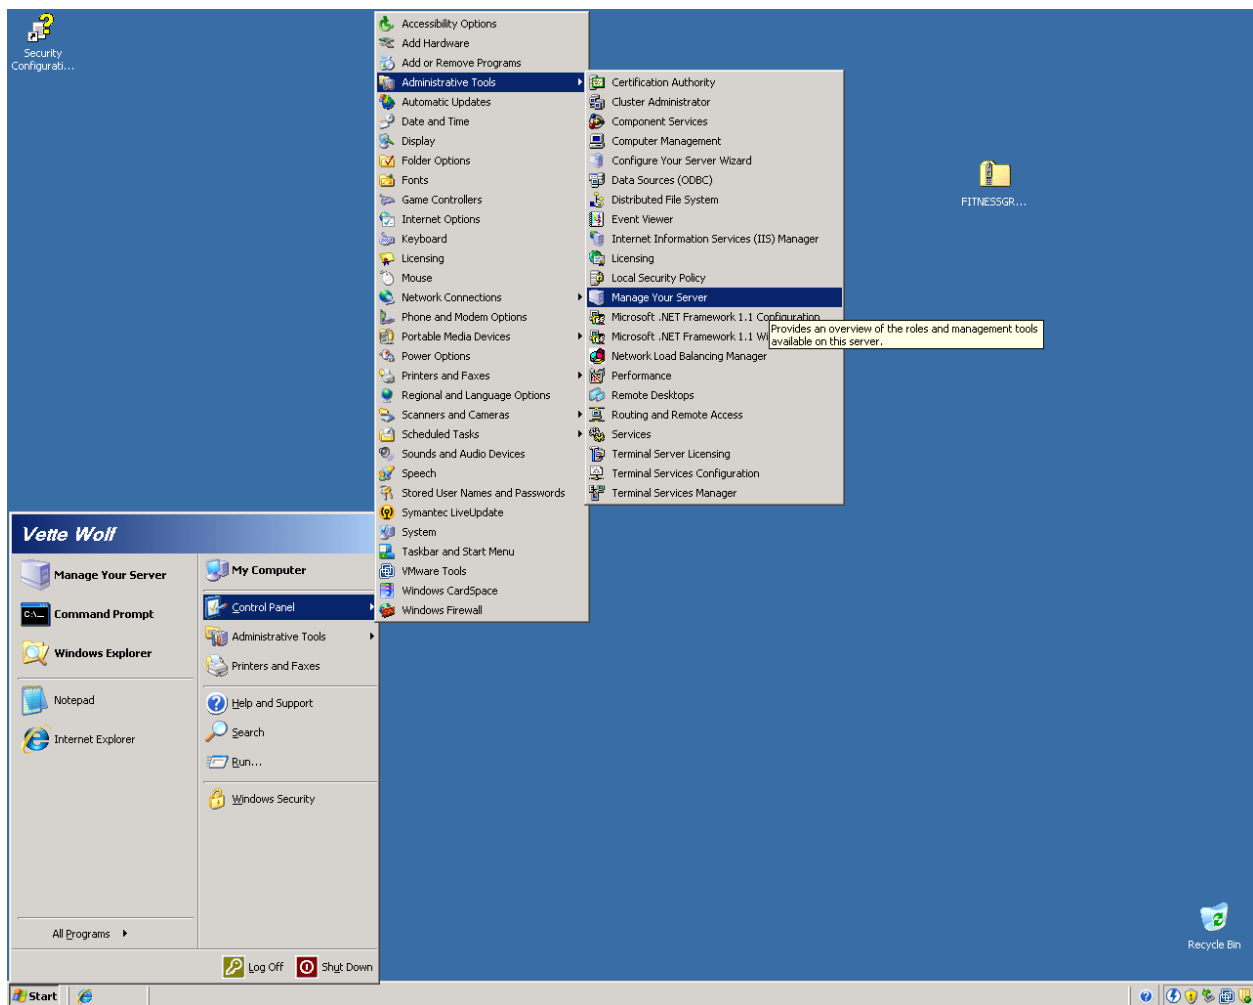 Security
Configurati...
FITNESSGR...
Recycle Bin
Vette Wolf
Manage Your Server
Command Prompt
Windows Explorer
Notepad
Internet Explorer
All Programs
My Computer
Control Panel
Administrative Tools
Printers and Faxes
Help and Support
Search
Run...
Windows Security
Log Off
Shut Down
Start
Accessibility Options
Add Hardware
Add or Remove Programs
Administrative Tools
Automatic Updates
Date and Time
Display
Folder Options
Fonts
Game Controllers
Internet Options
Keyboard
Licensing
Mouse
Network Connections
Phone and Modem Options
Portable Media Devices
Power Options
Printers and Faxes
Regional and Language Options
Scanners and Cameras
Scheduled Tasks
Sounds and Audio Devices
Speech
Stored User Names and Passwords
Symantec LiveUpdate
System
Taskbar and Start Menu
VMware Tools
Windows CardSpace
Windows Firewall
Certification Authority
Cluster Administrator
Component Services
Computer Management
Configure Your Server Wizard
Data Sources (ODBC)
Distributed File System
Event Viewer
Internet Information Services (IIS) Manager
Licensing
Local Security Policy
Manage Your Server
Microsoft .NET Framework 1.1 Configuration
Microsoft .NET Framework 1.1 Wi
Network Load Balancing Manager
Performance
Remote Desktops
Routing and Remote Access
Services
Terminal Server Licensing
Terminal Services Configuration
Terminal Services Manager
Provides an overview of the roles and management tools
available on this server.